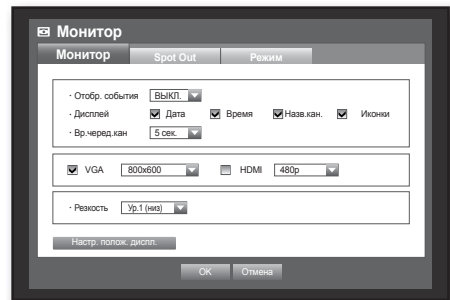 Монитор
Монитор Spot Out Режим
· Отобр. события ВЫКЛ.
· Дисплей Дата Время Назв.кан. Иконки
· Вр.черед.кан 5 сек.
VGA 800x600 HDMI 480p
· Резкость Ур.1 (низ)
Настр. полож. диспл.
OK Отмена